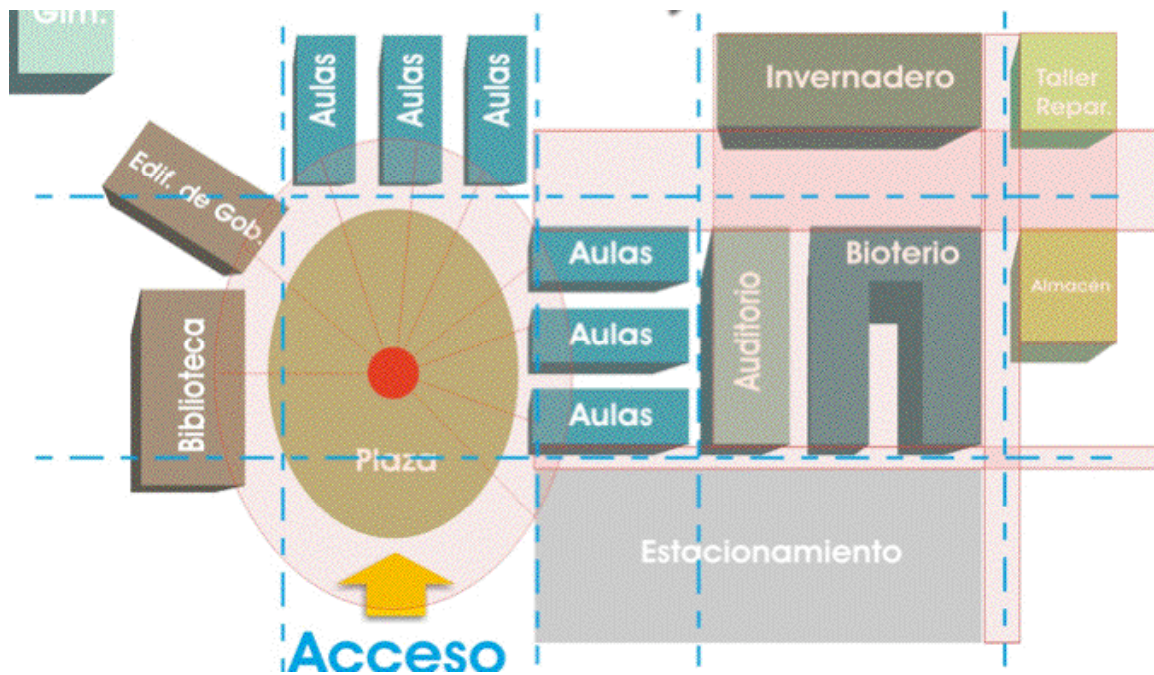 Gim.
Aulas
Aulas
Aulas
Invernadero
Taller
Repar.
Edif. de Gob.
Aulas
Bioterio
Almacén
Biblioteca
Aulas
Auditorio
Aulas
Plaza
Estacionamiento
Acceso